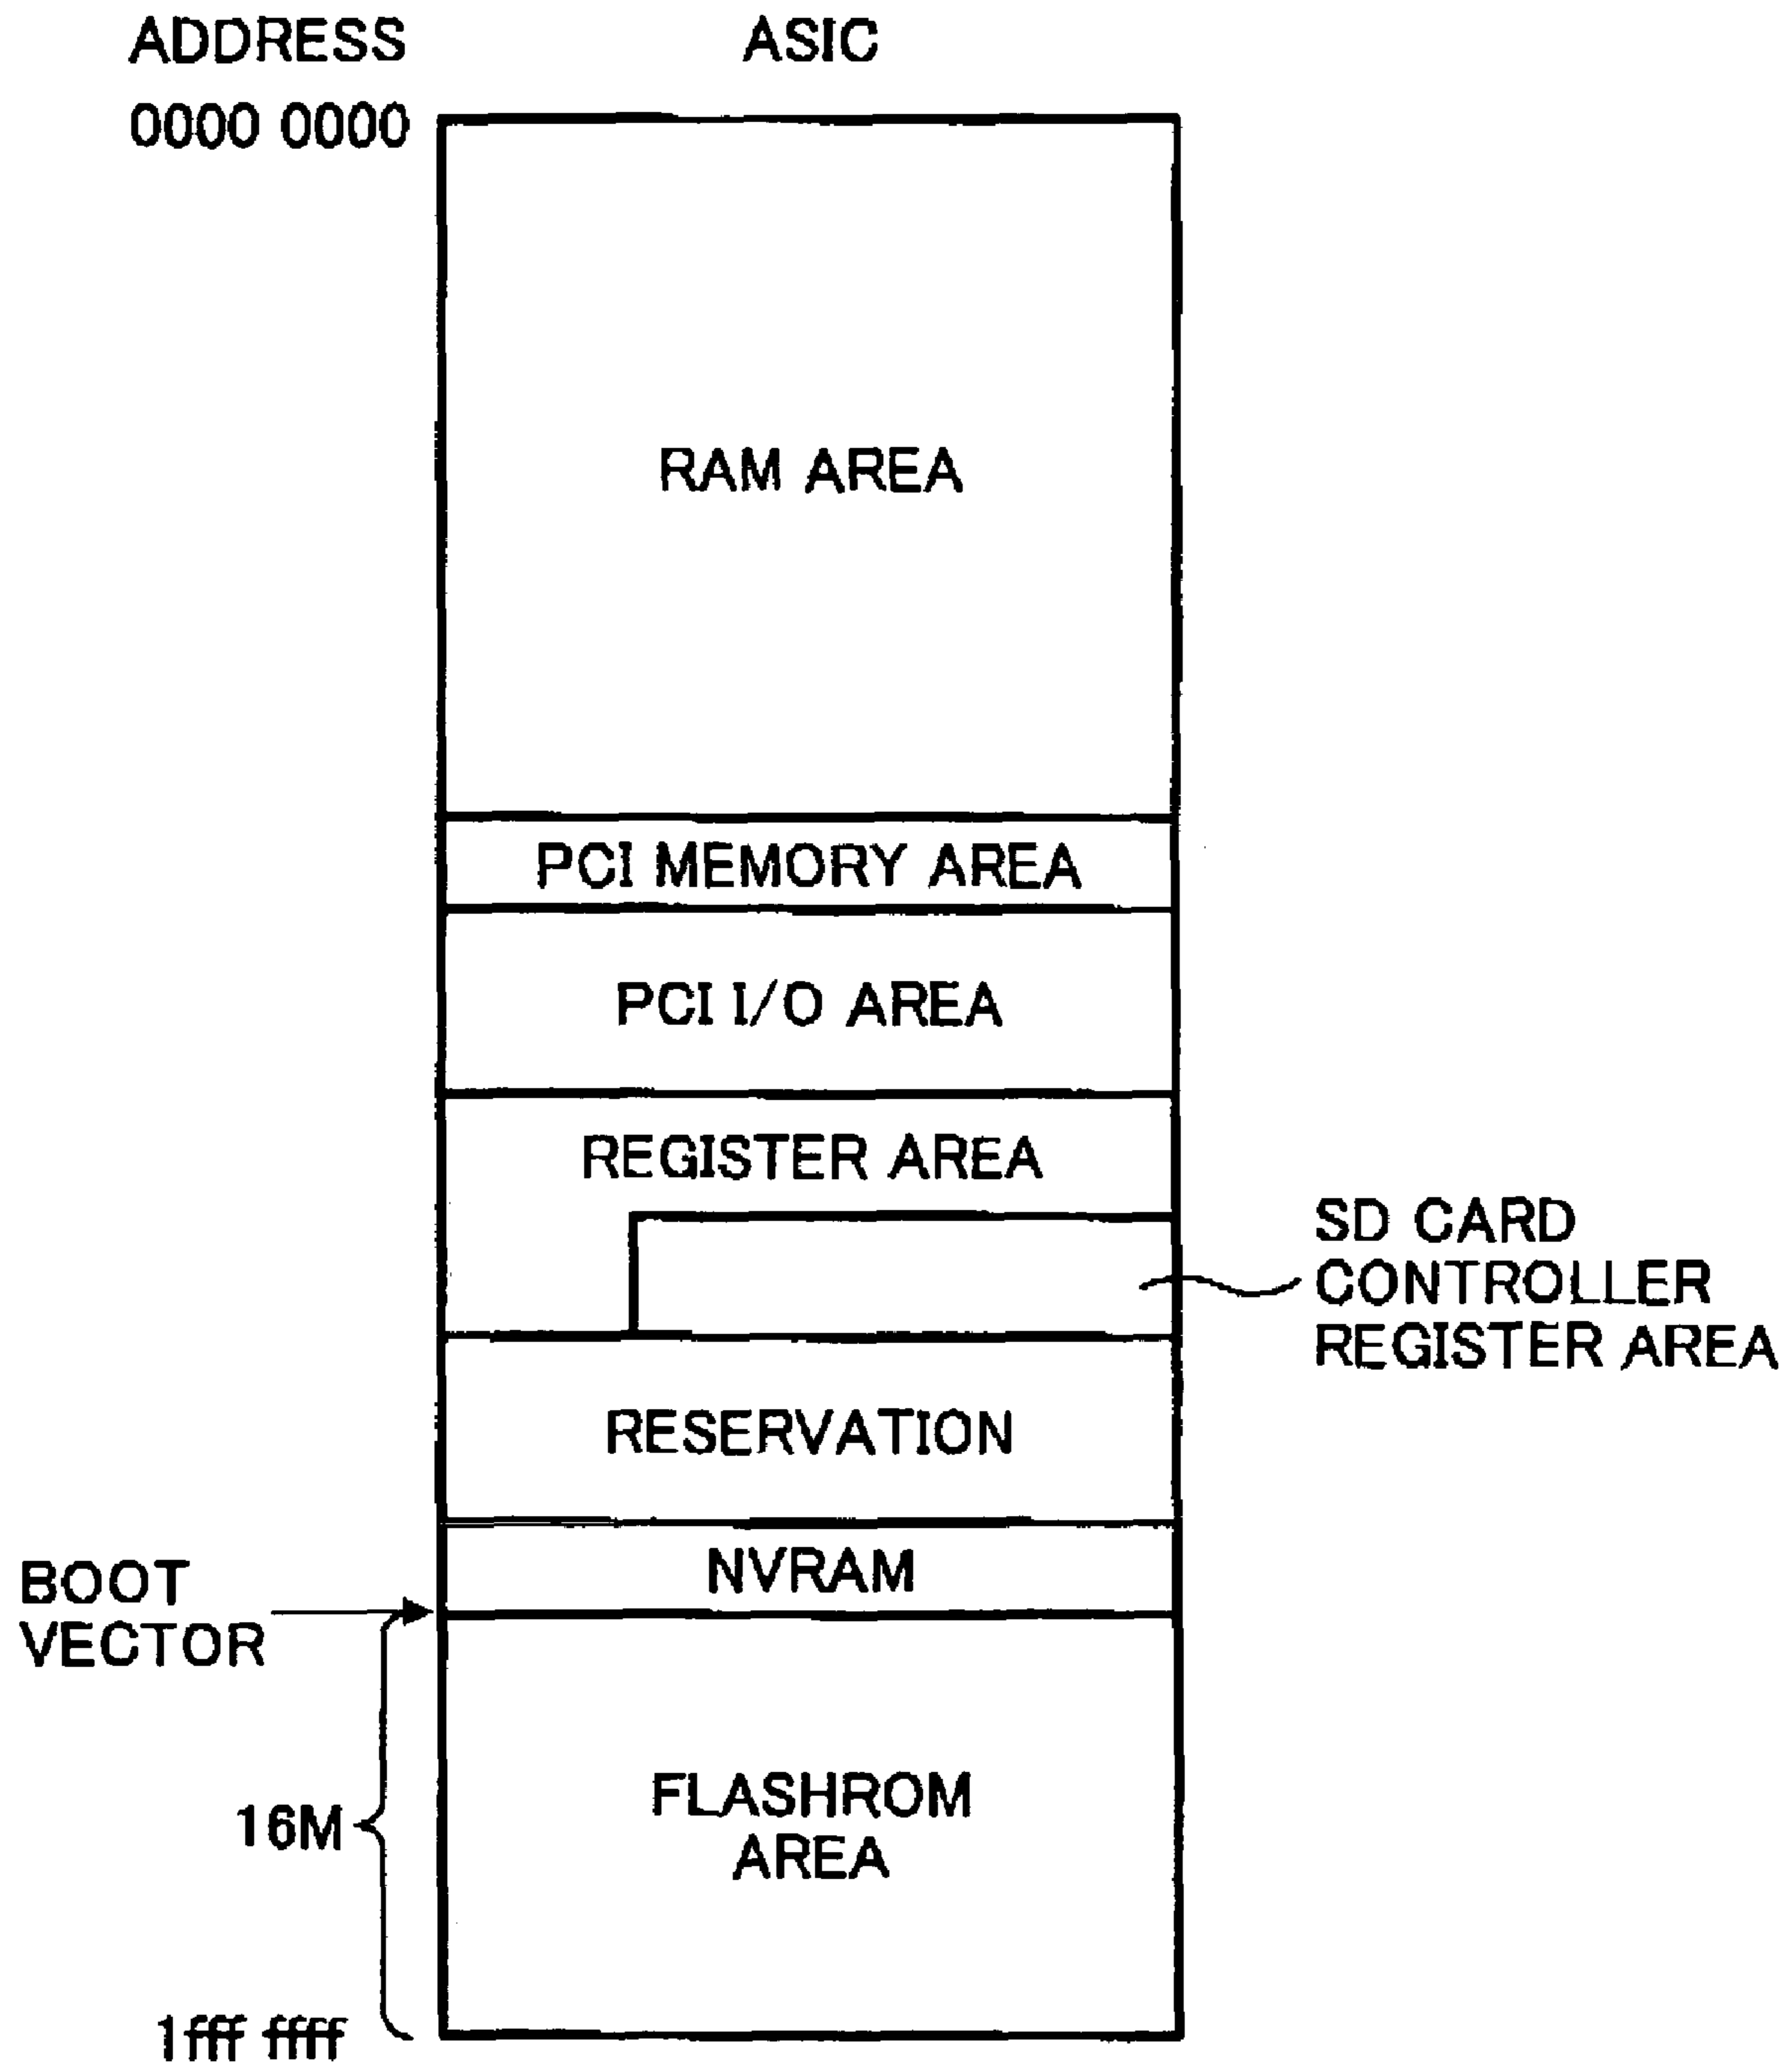 ADDRESS ASIC
0000 0000
RAM AREA
PCI MEMORY AREA
PCI I/O AREA
REGISTER AREA
SD CARD
CONTROLLER
REGISTER AREA
RESERVATION
NVRAM
BOOT
VECTOR
FLASHROM
AREA
16M
1fff ffff